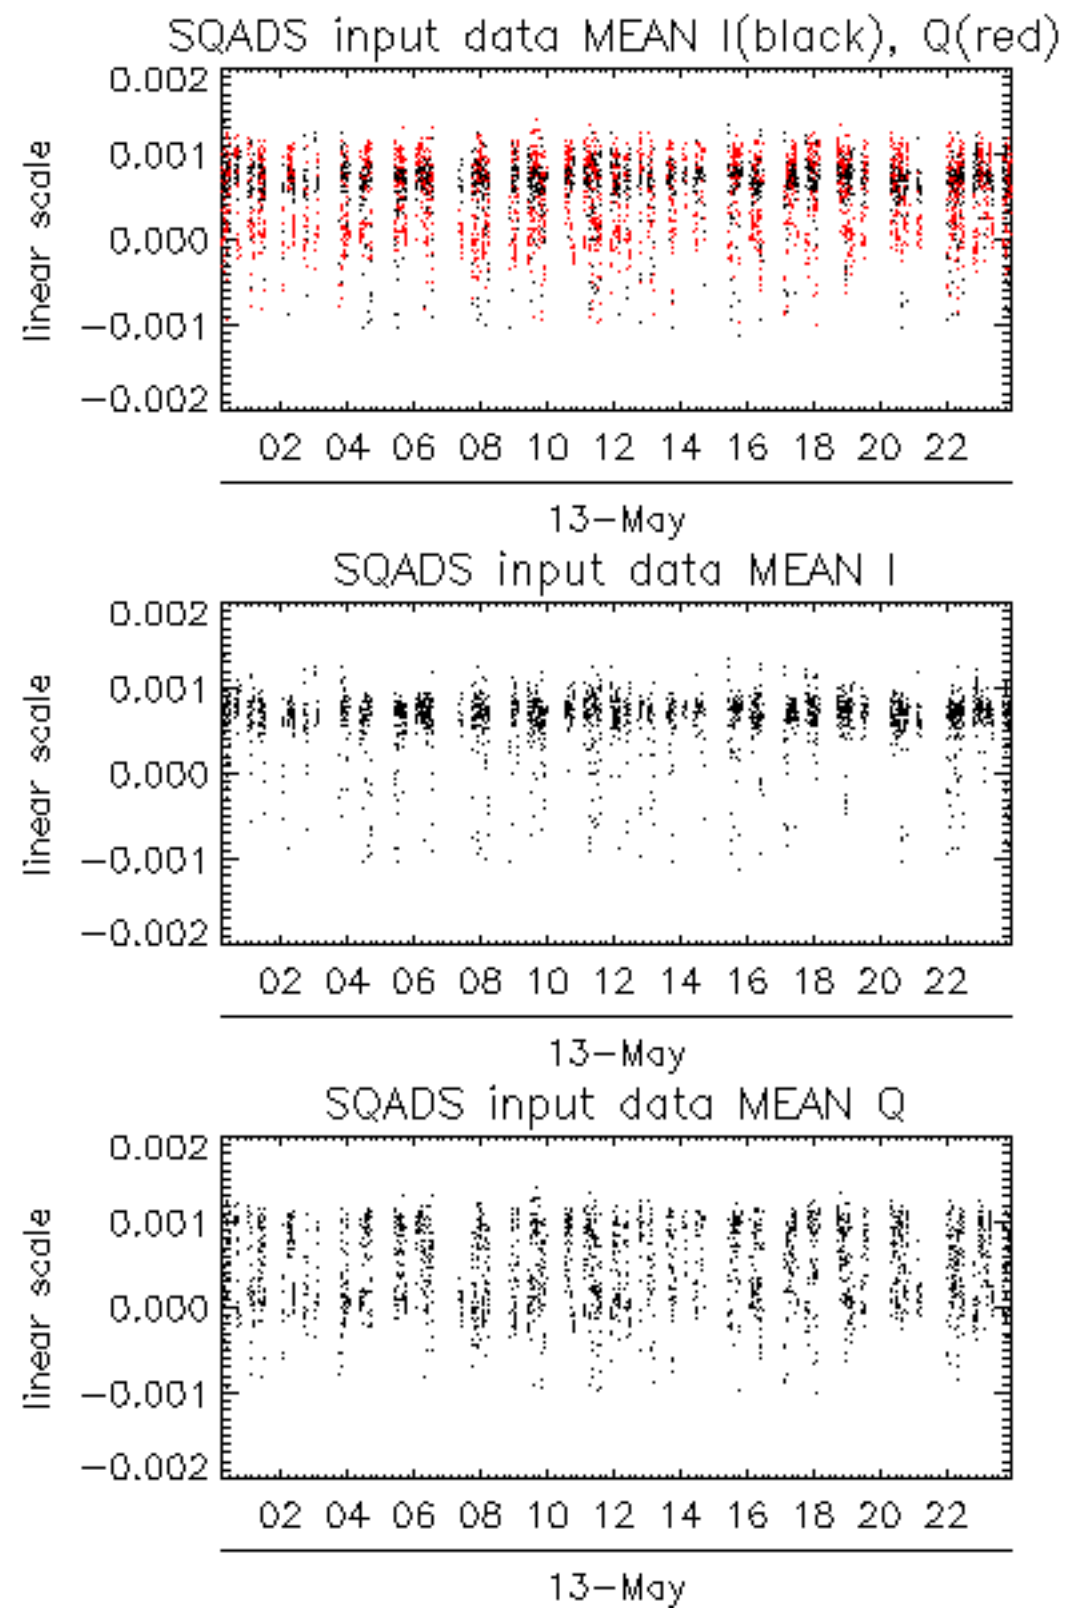 SQADS input data MEAN I(black), Q(red)
0.002
0.001
0.000
−0.001
−0.002
linear scale
02 04 06 08 10 12 14 16 18 20 22
13−May
SQADS input data MEAN I
0.002
0.001
0.000
−0.001
−0.002
linear scale
02 04 06 08 10 12 14 16 18 20 22
13−May
SQADS input data MEAN Q
0.002
0.001
0.000
−0.001
−0.002
linear scale
02 04 06 08 10 12 14 16 18 20 22
13−May